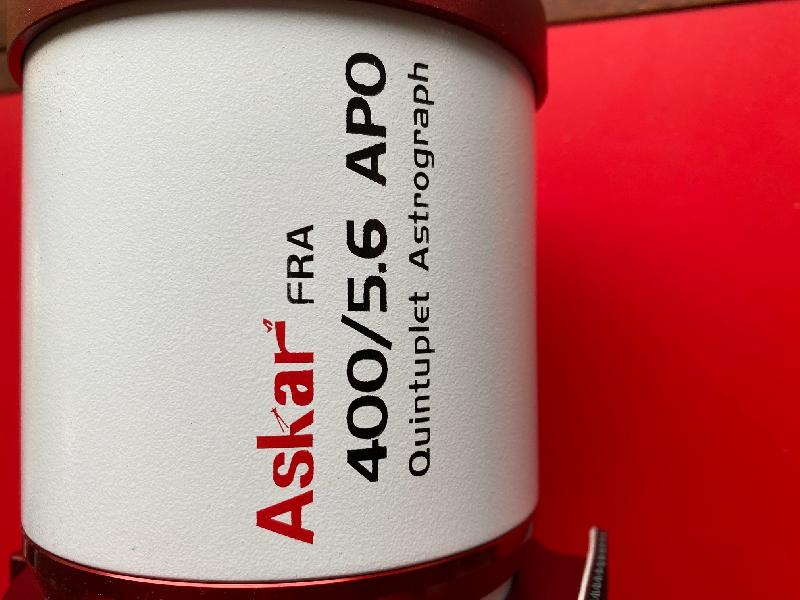 Askar FRA
400/5.6 APO
Quintuplet Astrograph